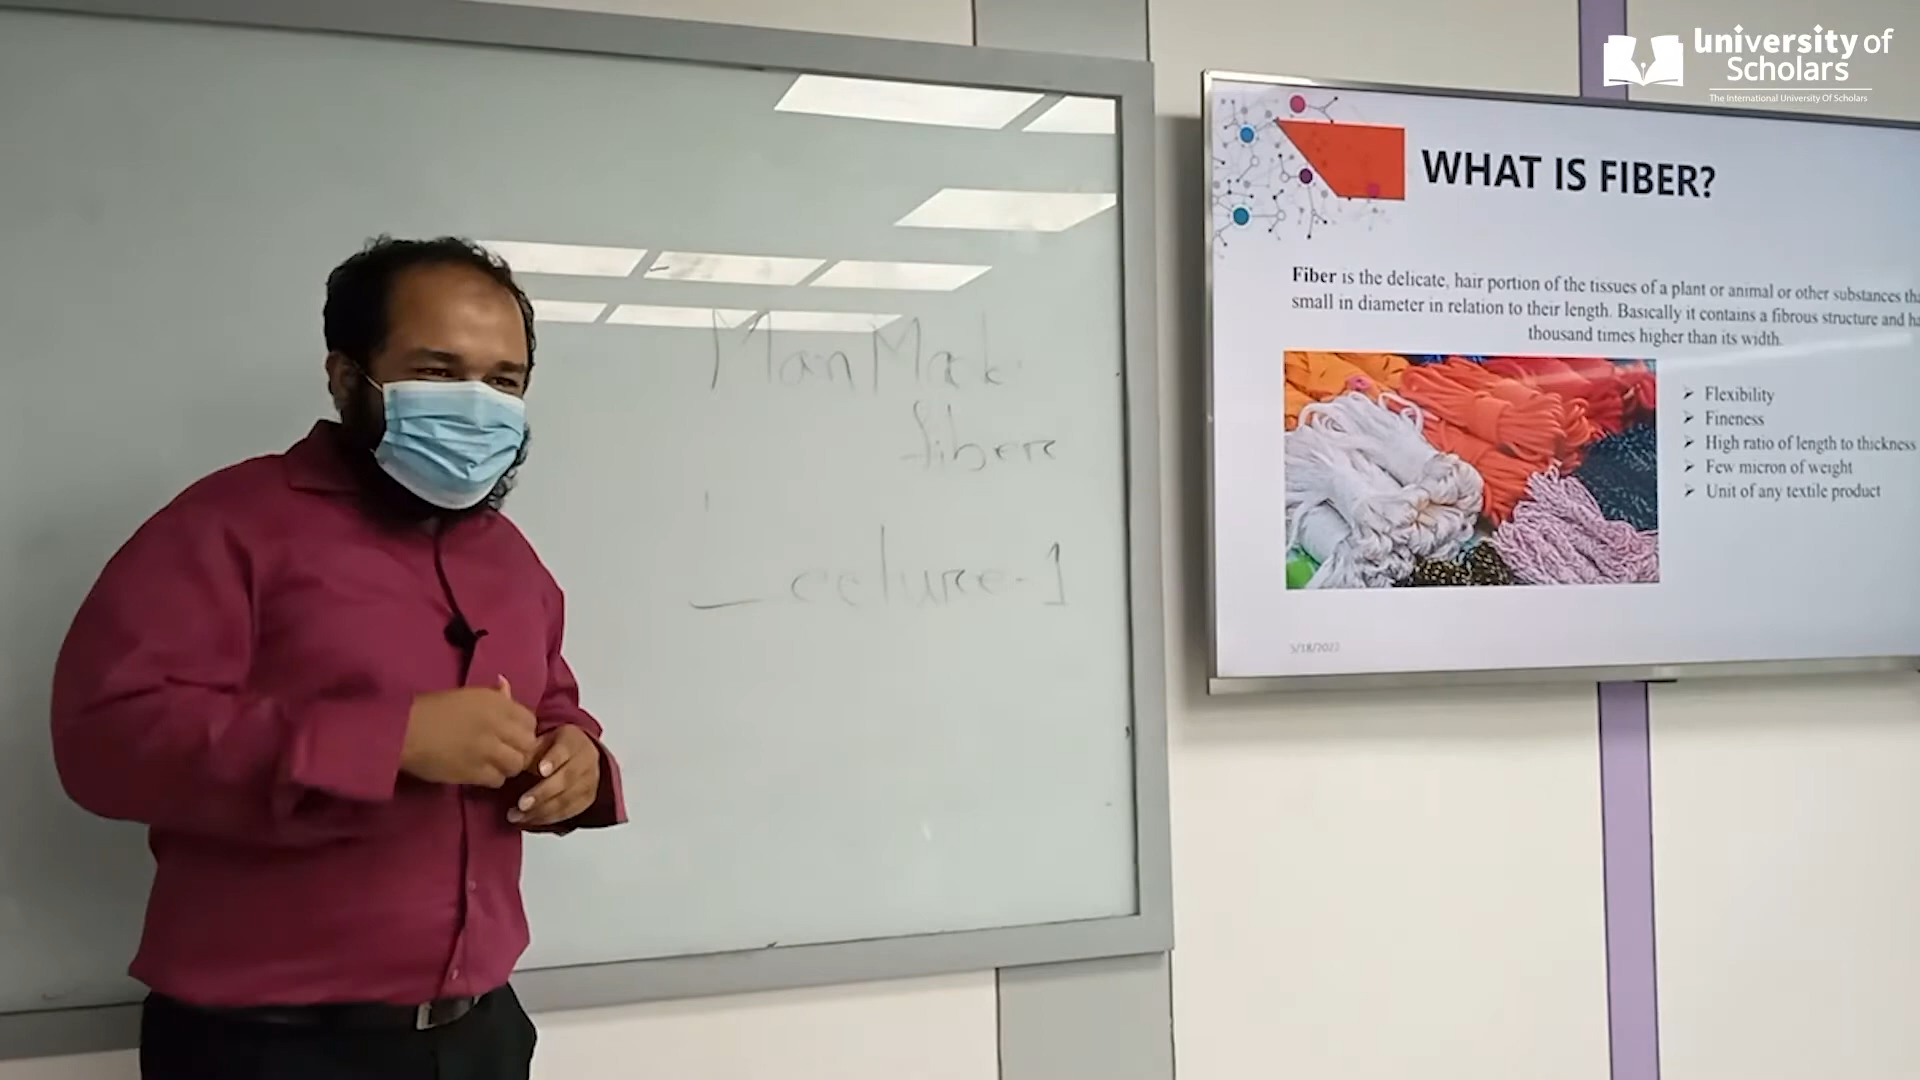 University of
Scholars
The International University Of Scholars
Man Made
fibere
Lecture-1
WHAT IS FIBER?
Fiber is the delicate, hair portion of the tissues of a plant or animal or other substances
small in diameter in relation to their length. Basically it contains a fibrous structure and
thousand times higher than its width.
➤ Flexibility
➤ Fineness
➤ High ratio of length to thickness
➤ Few micron of weight
➤ Unit of any textile product